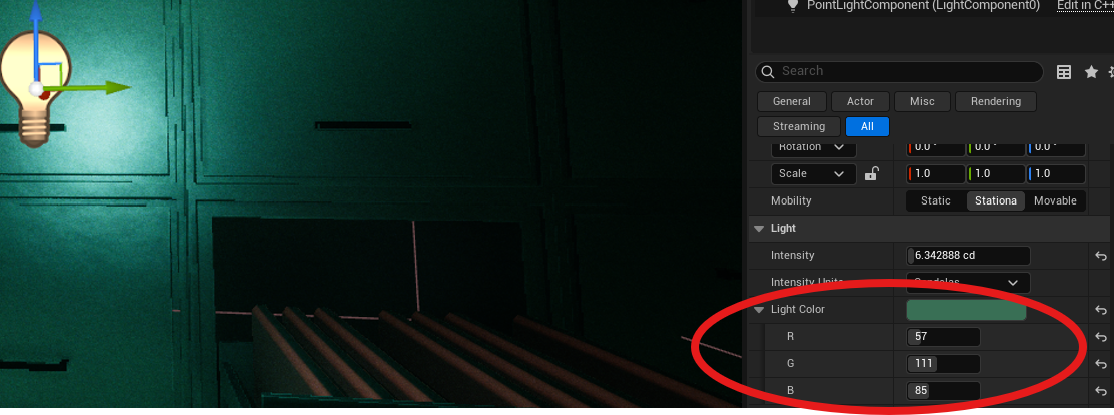 PointLightComponent (LightComponent0) Edit in C++
Search
General Actor Misc Rendering
Streaming All
Rotation 0.0 ° 0.0 ° 0.0 °
Scale 1.0 1.0 1.0
Mobility Static Stationa Movable
Light
Intensity 6.342888 cd
Intensity Units Candelas
Light Color
R 57
G 111
B 85